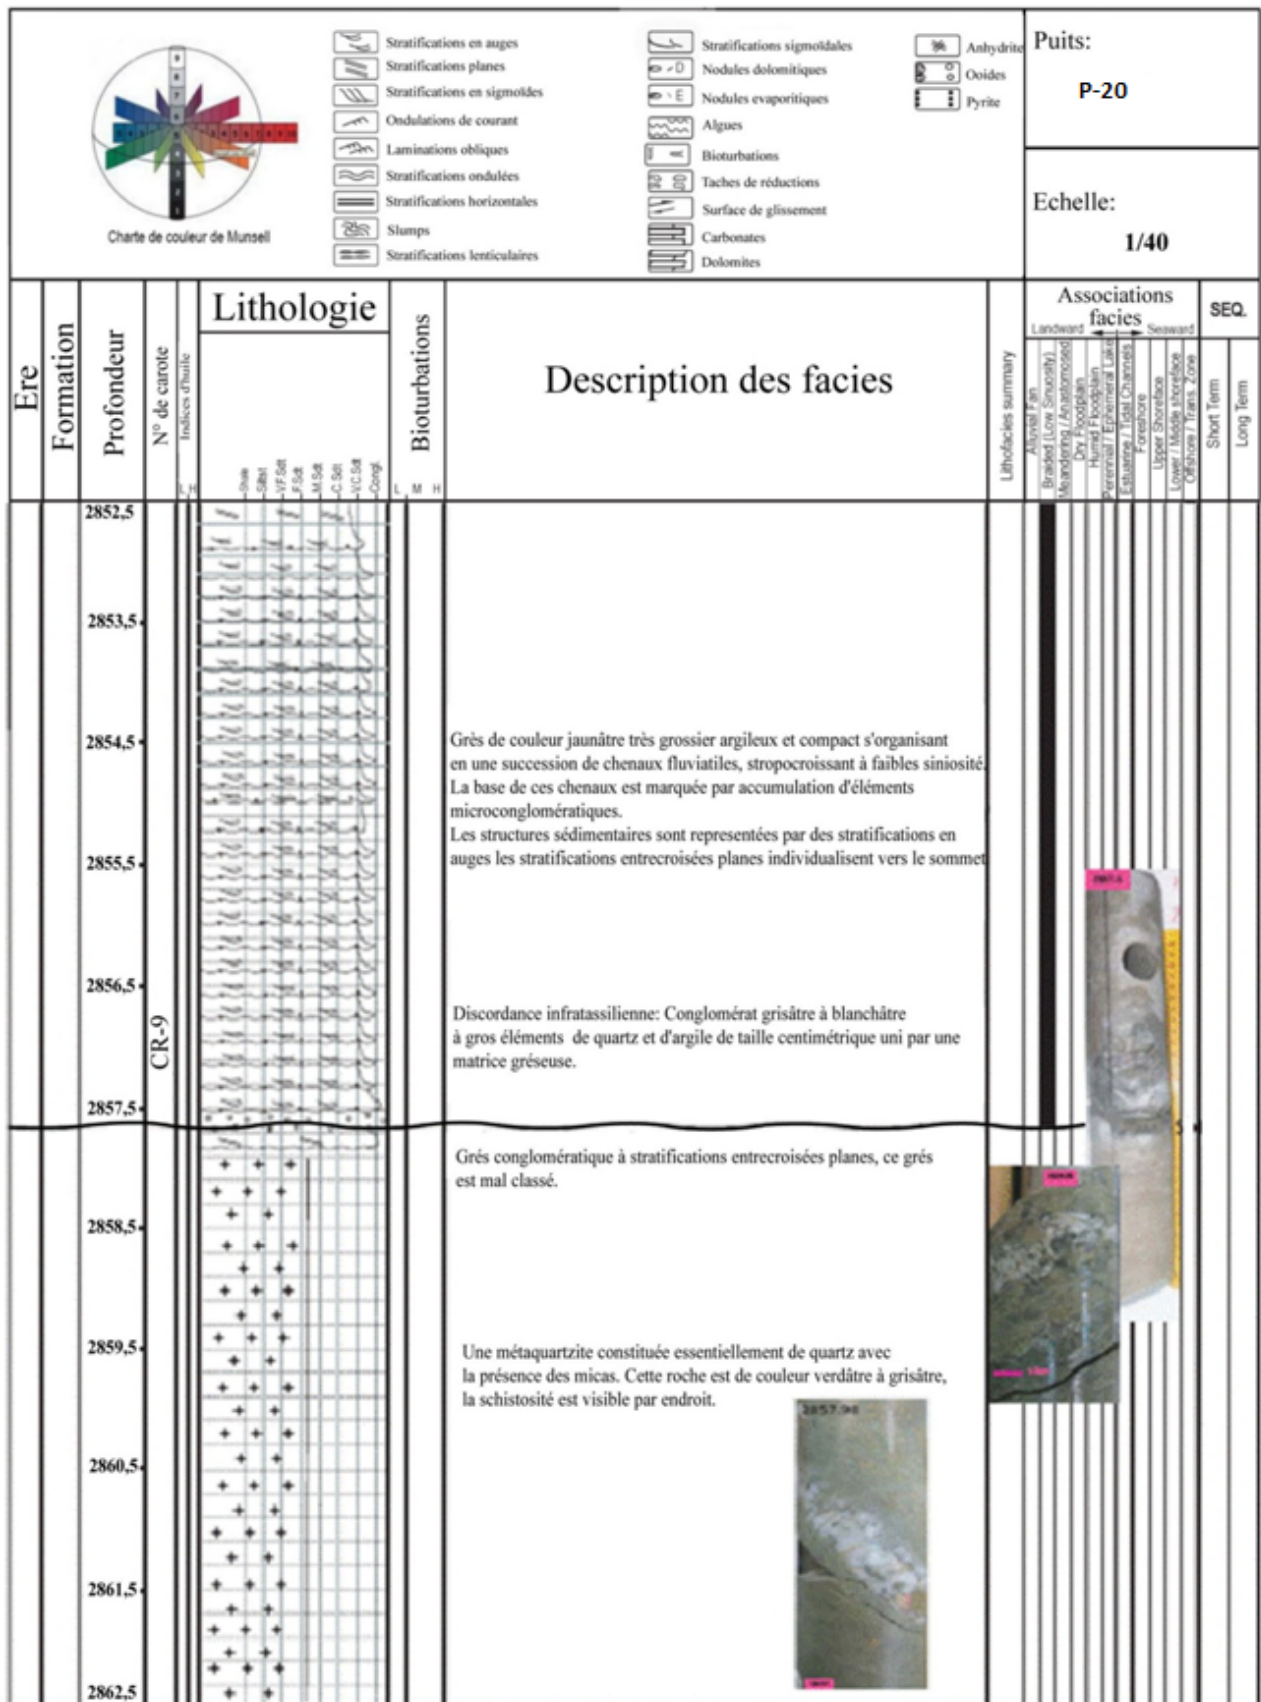 9
8
7
6
5
4
3
2
1
Charte de couleur de Munsell
Stratifications en auges
Stratifications planes
Stratifications en sigmoïdes
Ondulations de courant
Laminations obliques
Stratifications ondulées
Stratifications horizontales
Slumps
Stratifications lenticulaires
Stratifications sigmoïdales
D
Nodules dolomitiques
E
Nodules evaporitiques
Algues
Bioturbations
Taches de réductions
Surface de glissement
Carbonates
Dolomites
Anhydrite
Ooides
Pyrite
Puits:
P-20
Echelle:
1/40
Ere
Formation
Profondeur
N° de carote
Indices d'huile
L H
Lithologie
Shale
Siltst
V.F.Sdt
F.Sdt
M.Sdt
C.Sdt
V.C.Sdt
Congl.
Bioturbations
L M H
Description des facies
Lithofacies summary
Associations
facies
Landward
Seaward
Alluvial Fan
Braided (Low Sinuosity)
Meandering / Anastomosed
Dry Floodplain
Humid Floodplain
Perennial / Ephemeral Lake
Estuarine / Tidal Channels
Foreshore
Upper Shoreface
Lower / Middle shoreface
Offshore / Trans. Zone
SEQ.
Short Term
Long Term
2852,5
2853,5
2854,5
2855,5
2856,5
2857,5
2858,5
2859,5
2860,5
2861,5
2862,5
CR-9
Grès de couleur jaunâtre très grossier argileux et compact s'organisant
en une succession de chenaux fluviatiles, stropocroissant à faibles siniosité.
La base de ces chenaux est marquée par accumulation d'éléments
microconglomératiques.
Les structures sédimentaires sont representées par des stratifications en
auges les stratifications entrecroisées planes individualisent vers le sommet
Discordance infratassilienne: Conglomérat grisâtre à blanchâtre
à gros éléments de quartz et d'argile de taille centimétrique uni par une
matrice gréseuse.
Grés conglomératique à stratifications entrecroisées planes, ce grés
est mal classé.
Une métaquartzite constituée essentiellement de quartz avec
la présence des micas. Cette roche est de couleur verdâtre à grisâtre,
la schistosité est visible par endroit.
2857.90